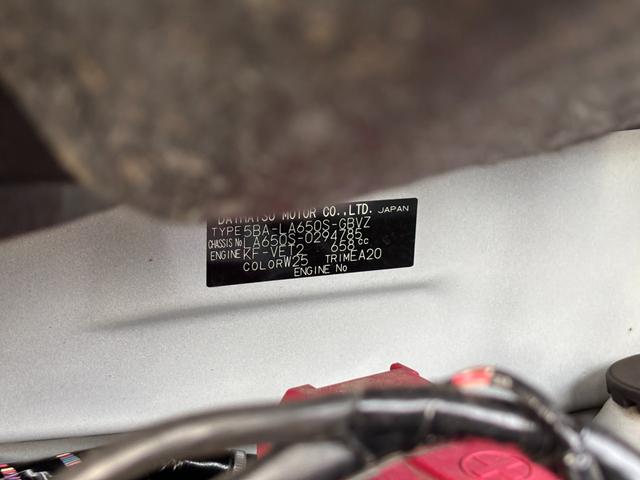 DAIHATSU MOTOR CO.,LTD. JAPAN
TYPE 5BA-LA650S-GBVZ
CHASSIS No LA650S-0294785
ENGINE KF-VET2 658cc
COLOR W25 TRIM EA20
ENGINE No